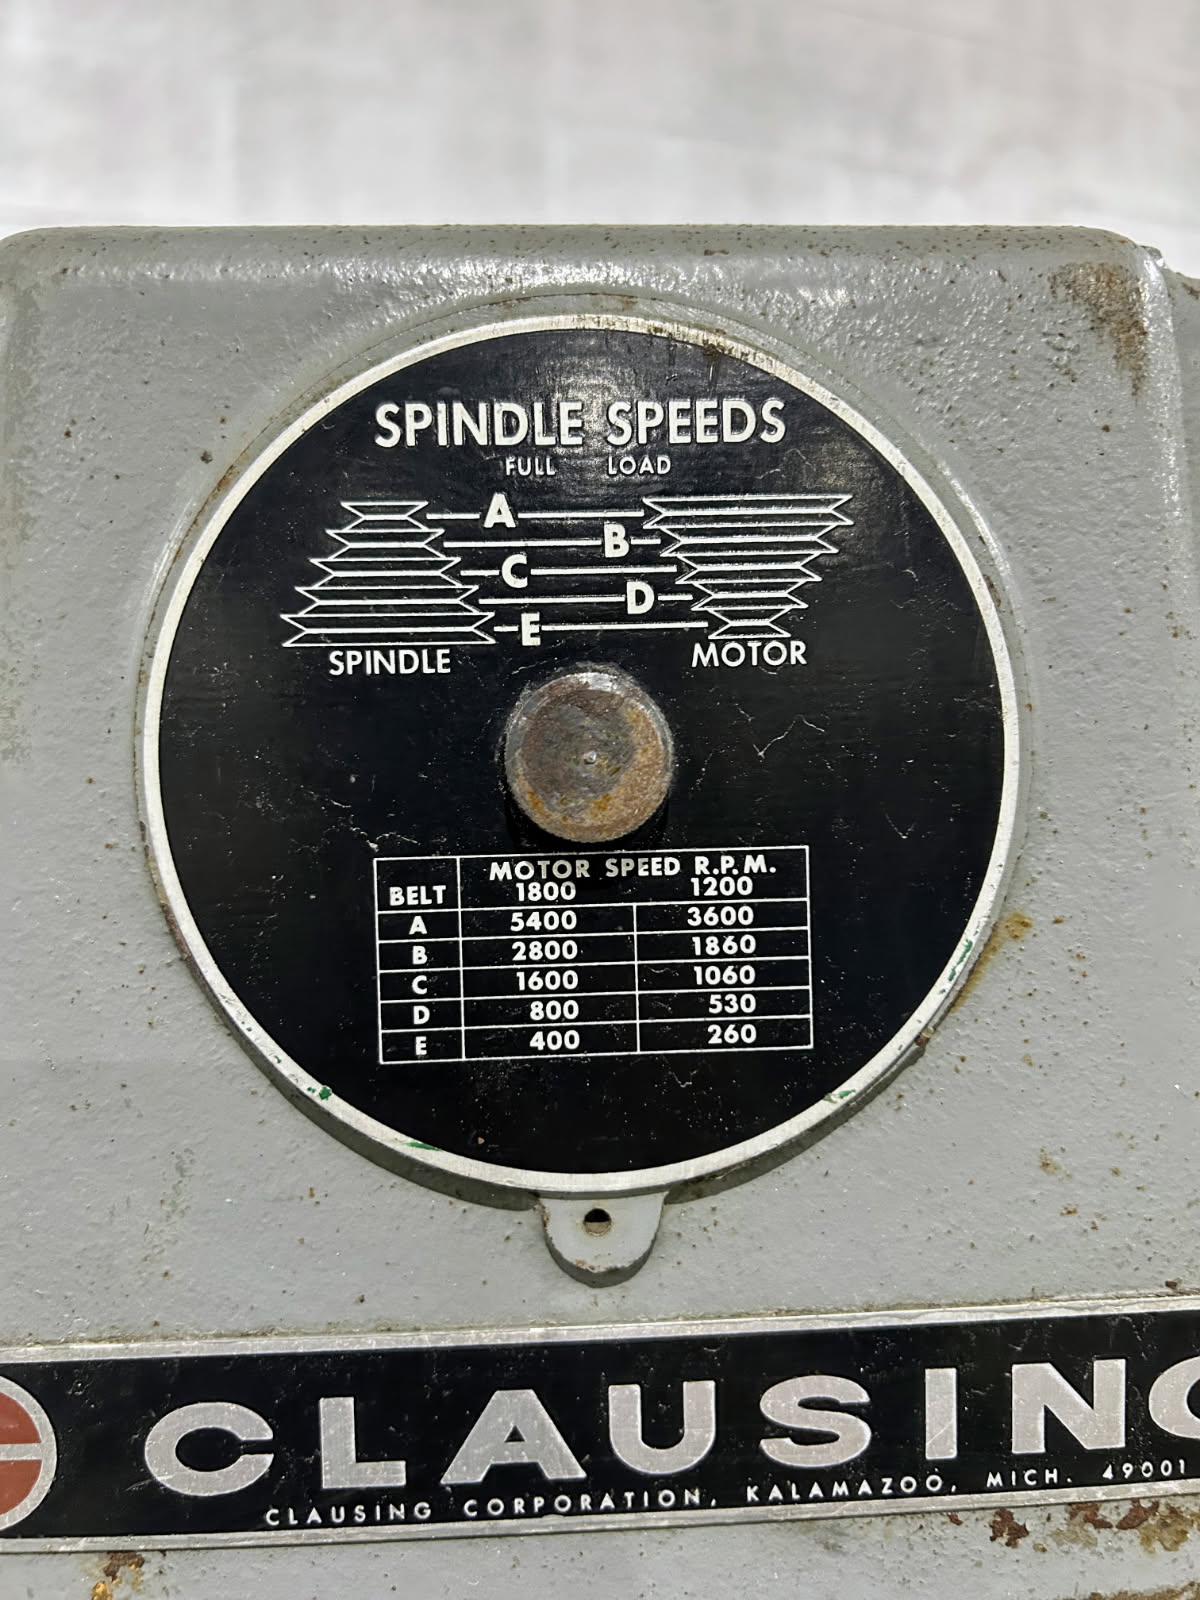 SPINDLE SPEEDS
FULL LOAD
A
B
C
D
E
SPINDLE MOTOR
MOTOR SPEED R.P.M.
BELT 1800 1200
A 5400 3600
B 2800 1860
C 1600 1060
D 800 530
E 400 260
CLAUSING
CLAUSING CORPORATION, KALAMAZOO, MICH. 49001